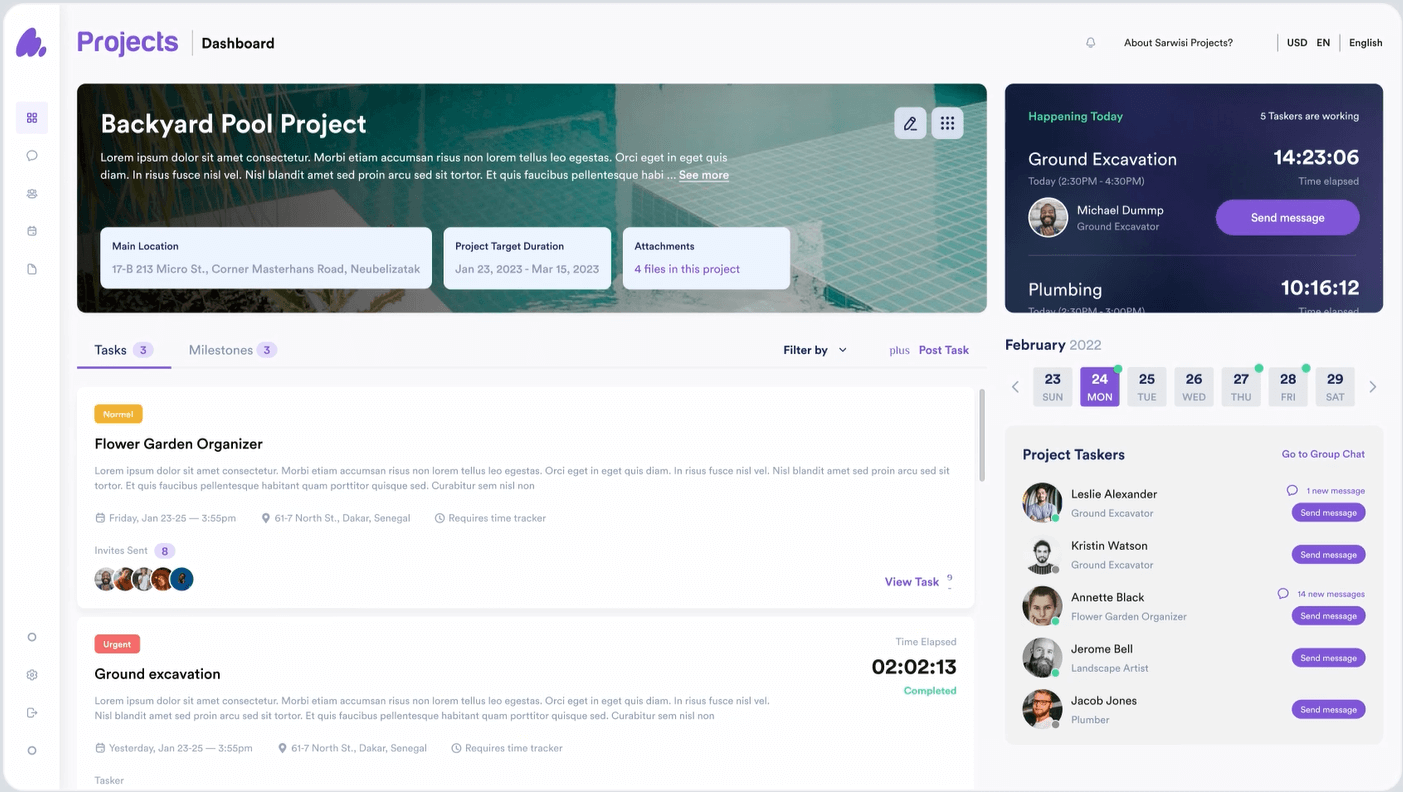 Projects
Dashboard
About Sarwisi Projects?
USD EN
English
Backyard Pool Project
Lorem ipsum dolor sit amet consectetur. Morbi etiam accumsan risus non lorem tellus leo egestas. Orci eget in eget quis
diam. In risus fusce nisl vel. Nisl blandit amet sed proin arcu sed sit tortor. Et quis faucibus pellentesque habi ... See more
Main Location
17-B 213 Micro St., Corner Masterhans Road, Neubelizatak
Project Target Duration
Jan 23, 2023 - Mar 15, 2023
Attachments
4 files in this project
Happening Today
5 Taskers are working
Ground Excavation
14:23:06
Today (2:30PM - 4:30PM)
Time elapsed
Michael Dummp
Ground Excavator
Send message
Plumbing
10:16:12
Today (2:30PM - 3:00PM)
Time elapsed
Tasks 3
Milestones 3
Filter by
plus Post Task
Normal
Flower Garden Organizer
Lorem ipsum dolor sit amet consectetur. Morbi etiam accumsan risus non lorem tellus leo egestas. Orci eget in eget quis diam. In risus fusce nisl vel. Nisl blandit amet sed proin arcu sed sit
tortor. Et quis faucibus pellentesque habitant quam porttitor quisque sed. Curabitur sem nisl non
Friday, Jan 23-25 — 3:55pm
61-7 North St., Dakar, Senegal
Requires time tracker
Invites Sent 8
View Task
Urgent
Time Elapsed
Ground excavation
02:02:13
Completed
Lorem ipsum dolor sit amet consectetur. Morbi etiam accumsan risus non lorem tellus leo egestas. Orci eget in eget quis diam. In risus fusce nisl vel.
Nisl blandit amet sed proin arcu sed sit tortor. Et quis faucibus pellentesque habitant quam porttitor quisque sed. Curabitur sem nisl non
Yesterday, Jan 23-25 — 3:55pm
61-7 North St., Dakar, Senegal
Requires time tracker
Tasker
February 2022
23 24 25 26 27 28 29
SUN MON TUE WED THU FRI SAT
Project Taskers
Go to Group Chat
Leslie Alexander
1 new message
Ground Excavator
Send message
Kristin Watson
Send message
Ground Excavator
Annette Black
14 new messages
Flower Garden Organizer
Send message
Jerome Bell
Send message
Landscape Artist
Jacob Jones
Send message
Plumber